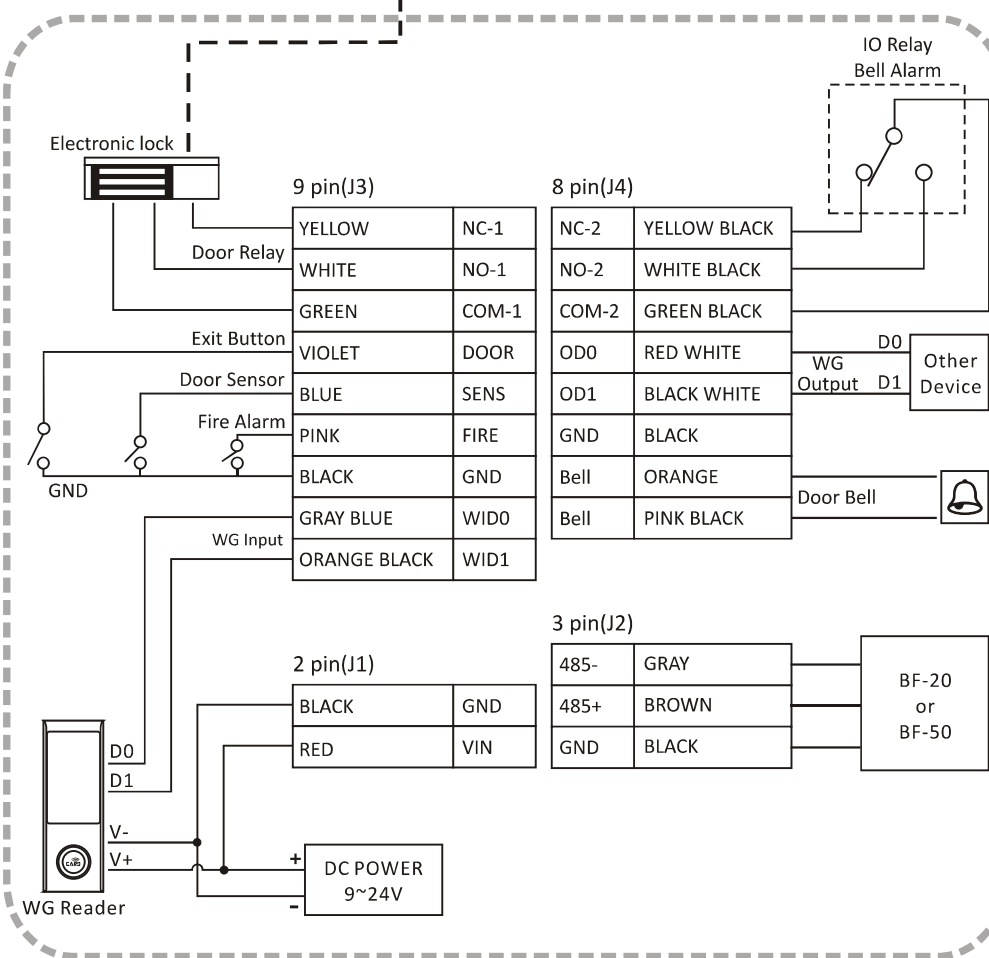 IO Relay
Bell Alarm
Electronic lock
9 pin(J3)
8 pin(J4)
YELLOW NC-1
NC-2 YELLOW BLACK
Door Relay
WHITE NO-1
NO-2 WHITE BLACK
GREEN COM-1
COM-2 GREEN BLACK
Exit Button
VIOLET DOOR
OD0 RED WHITE
D0
WG
Output
D1
Other
Device
Door Sensor
BLUE SENS
OD1 BLACK WHITE
Fire Alarm
PINK FIRE
GND BLACK
BLACK GND
Bell ORANGE
GND
Door Bell
GRAY BLUE WID0
Bell PINK BLACK
WG Input
ORANGE BLACK WID1
3 pin(J2)
2 pin(J1)
485- GRAY
BLACK GND
485+ BROWN
RED VIN
GND BLACK
BF-20
or
BF-50
D0
D1
V-
V+
CARD
+
-
DC POWER
9~24V
WG Reader